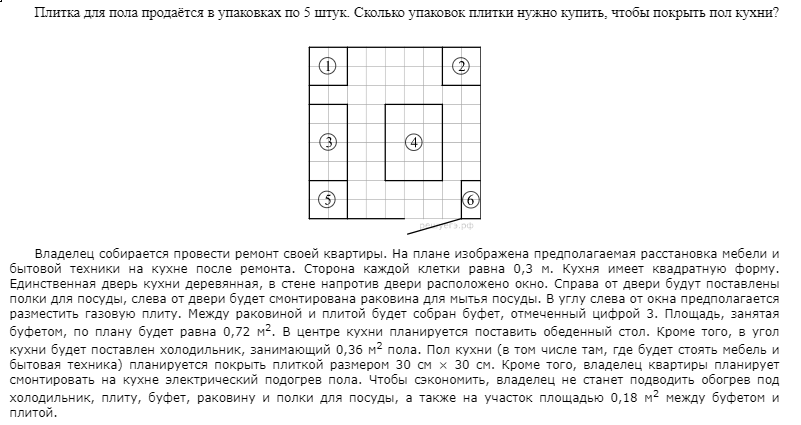 Плитка для пола продаётся в упаковках по 5 штук. Сколько упаковок плитки нужно купить, чтобы покрыть пол кухни?
1
2
3
4
5
6
решуегэ.рф
Владелец собирается провести ремонт своей квартиры. На плане изображена предполагаемая расстановка мебели и
бытовой техники на кухне после ремонта. Сторона каждой клетки равна 0,3 м. Кухня имеет квадратную форму.
Единственная дверь кухни деревянная, в стене напротив двери расположено окно. Справа от двери будут поставлены
полки для посуды, слева от двери будет смонтирована раковина для мытья посуды. В углу слева от окна предполагается
разместить газовую плиту. Между раковиной и плитой будет собран буфет, отмеченный цифрой 3. Площадь, занятая
буфетом, по плану будет равна 0,72 м². В центре кухни планируется поставить обеденный стол. Кроме того, в угол
кухни будет поставлен холодильник, занимающий 0,36 м² пола. Пол кухни (в том числе там, где будет стоять мебель и
бытовая техника) планируется покрыть плиткой размером 30 см × 30 см. Кроме того, владелец квартиры планирует
смонтировать на кухне электрический подогрев пола. Чтобы сэкономить, владелец не станет подводить обогрев под
холодильник, плиту, буфет, раковину и полки для посуды, а также на участок площадью 0,18 м² между буфетом и
плитой.